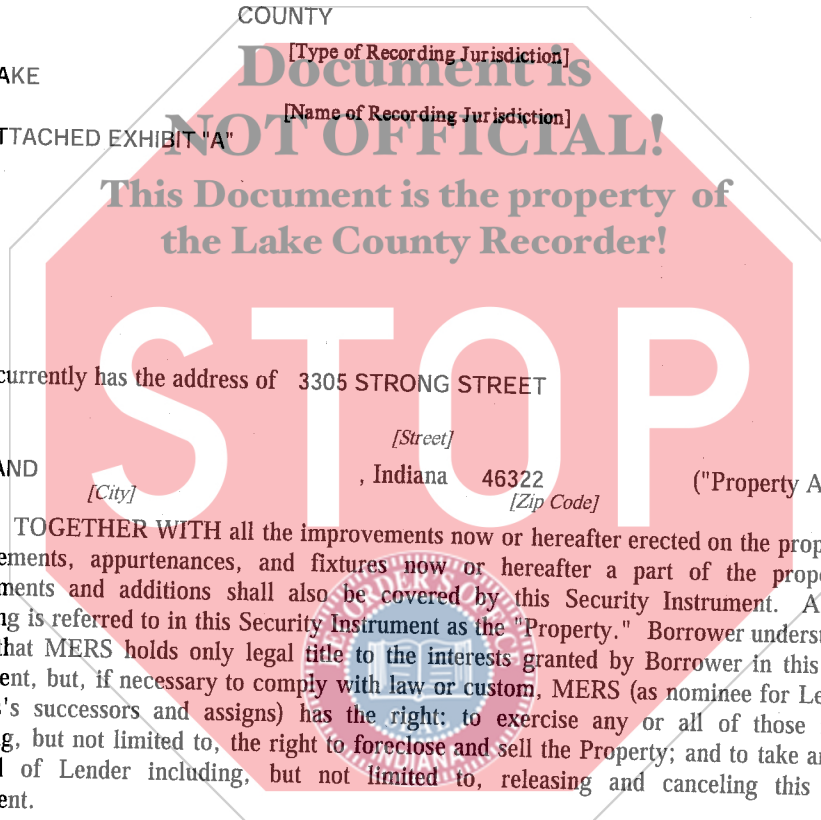 COUNTY
[Type of Recording Jurisdiction]
Document is
AKE
[Name of Recording Jurisdiction]
NOT OFFICIAL!
TTACHED EXHIBIT "A"
This Document is the property of
the Lake County Recorder!
STOP
currently has the address of 3305 STRONG STREET
[Street]
AND , Indiana 46322 ("Property A
[City] [Zip Code]
TOGETHER WITH all the improvements now or hereafter erected on the prop
ements, appurtenances, and fixtures now or hereafter a part of the prope
ments and additions shall also be covered by this Security Instrument. A
ng is referred to in this Security Instrument as the "Property." Borrower underst
that MERS holds only legal title to the interests granted by Borrower in this
ent, but, if necessary to comply with law or custom, MERS (as nominee for Le
's successors and assigns) has the right: to exercise any or all of those
g, but not limited to, the right to foreclose and sell the Property; and to take an
l of Lender including, but not limited to, releasing and canceling this
ent.
RECORDER'S OF
INDIANA